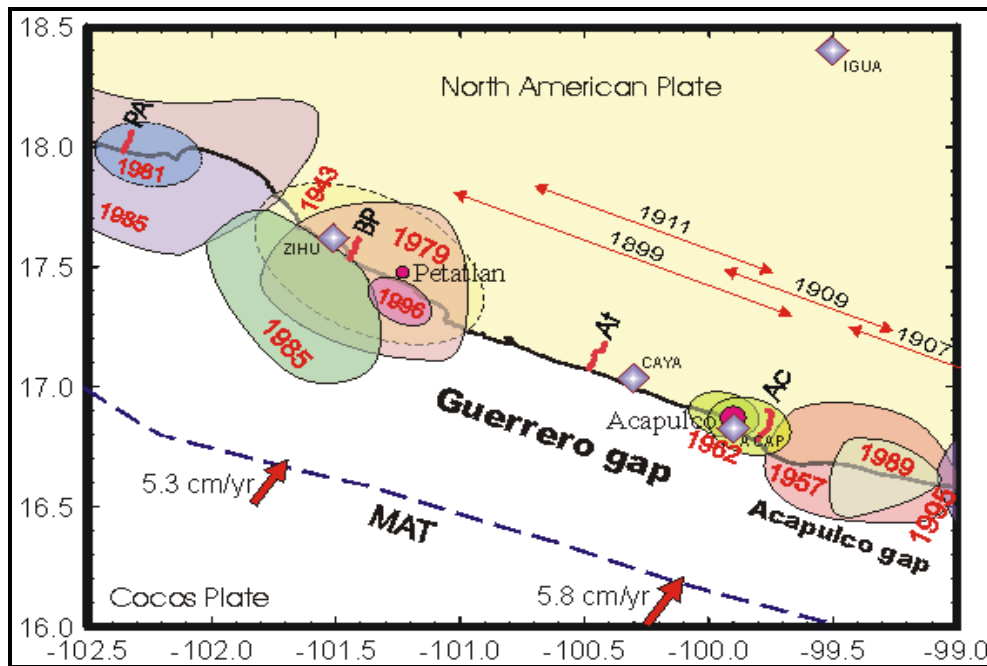 18.5
18.0
17.5
17.0
16.5
16.0
-102.5
-102.0
-101.5
-101.0
-100.5
-100.0
-99.5
-99.0
North American Plate
IGUA
PA
1981
1985
1943
ZIHU
Bp
1979
Petatlan
1996
1985
1911
1899
1909
1907
At
CAYA
AC
Guerrero gap
Acapulco
ACAP
1962
1957
1989
1995
Acapulco gap
5.3 cm/yr
MAT
5.8 cm/yr
Cocos Plate